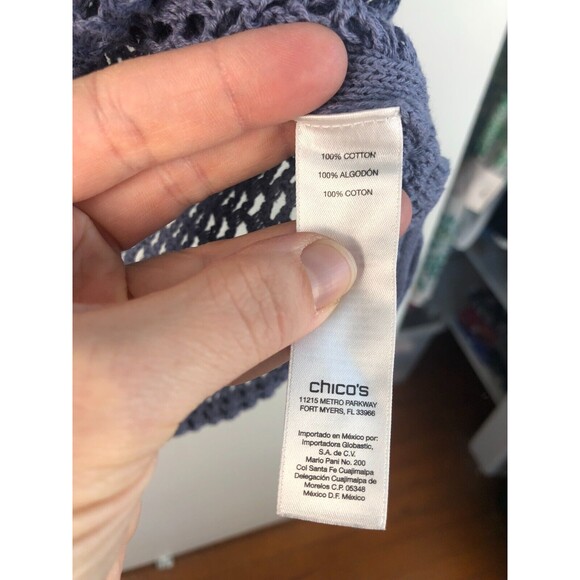 100% COTTON
100% ALGODÓN
100% COTON
chico's
11215 METRO PARKWAY
FORT MYERS, FL 33966
Importado en México por:
Importadora Globastic,
S.A. de C.V.
Mario Pani No. 200
Col Santa Fe Cuajimalpa
Delegación Cuajimalpa de
Morelos C.P. 05348
México D.F. México